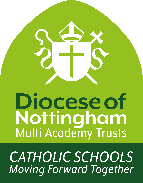 Diocese of
Nottingham
Multi Academy Trusts
CATHOLIC SCHOOLS
Moving Forward Together